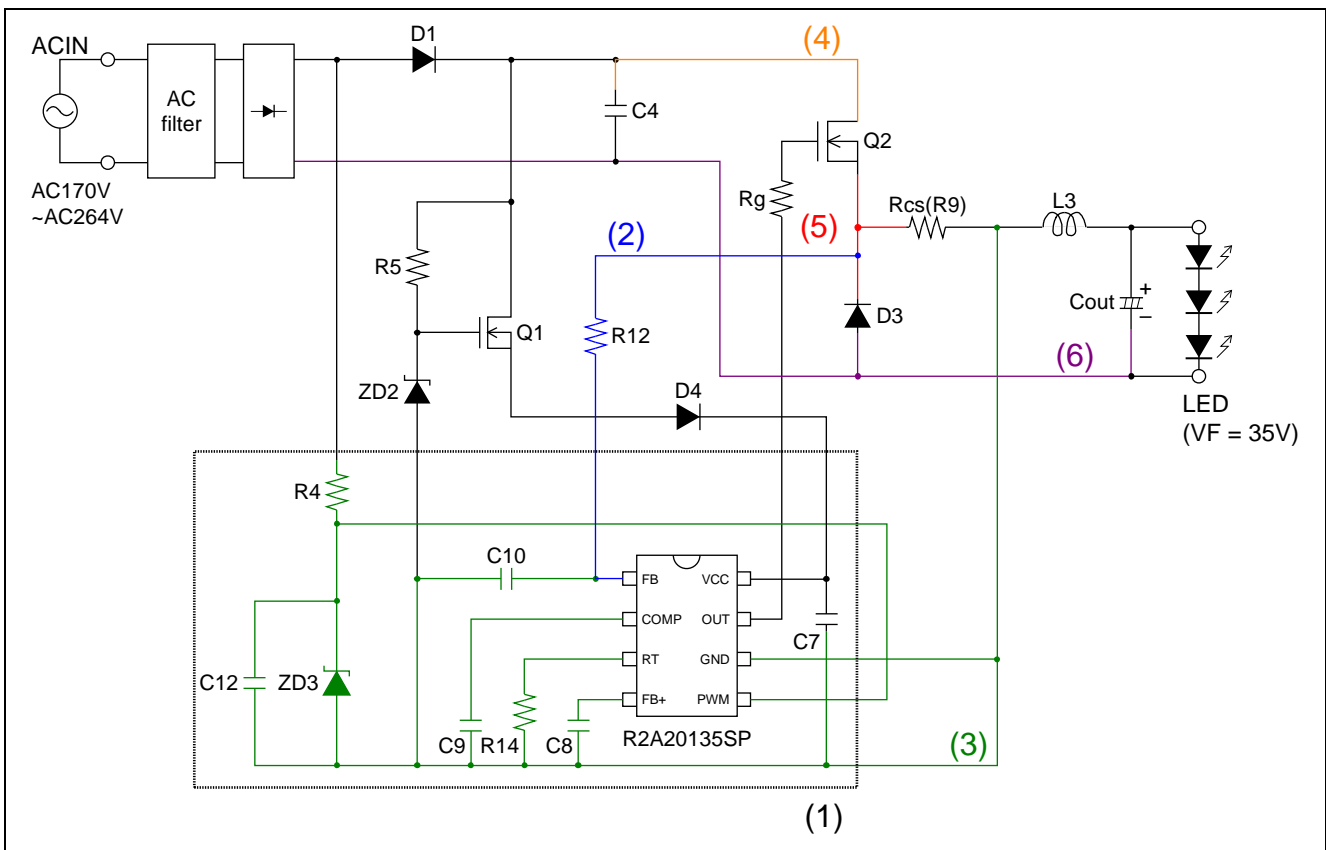 ACIN
D1
(4)
AC
filter
C4
Q2
AC170V
~AC264V
Rg
Rcs(R9)
L3
(2)
(5)
R5
Cout
+
−
D3
Q1
R12
(6)
ZD2
D4
LED
(VF = 35V)
R4
C10
FB
VCC
COMP
OUT
C7
RT
GND
C12
ZD3
FB+
PWM
C9
R14
C8
R2A20135SP
(3)
(1)